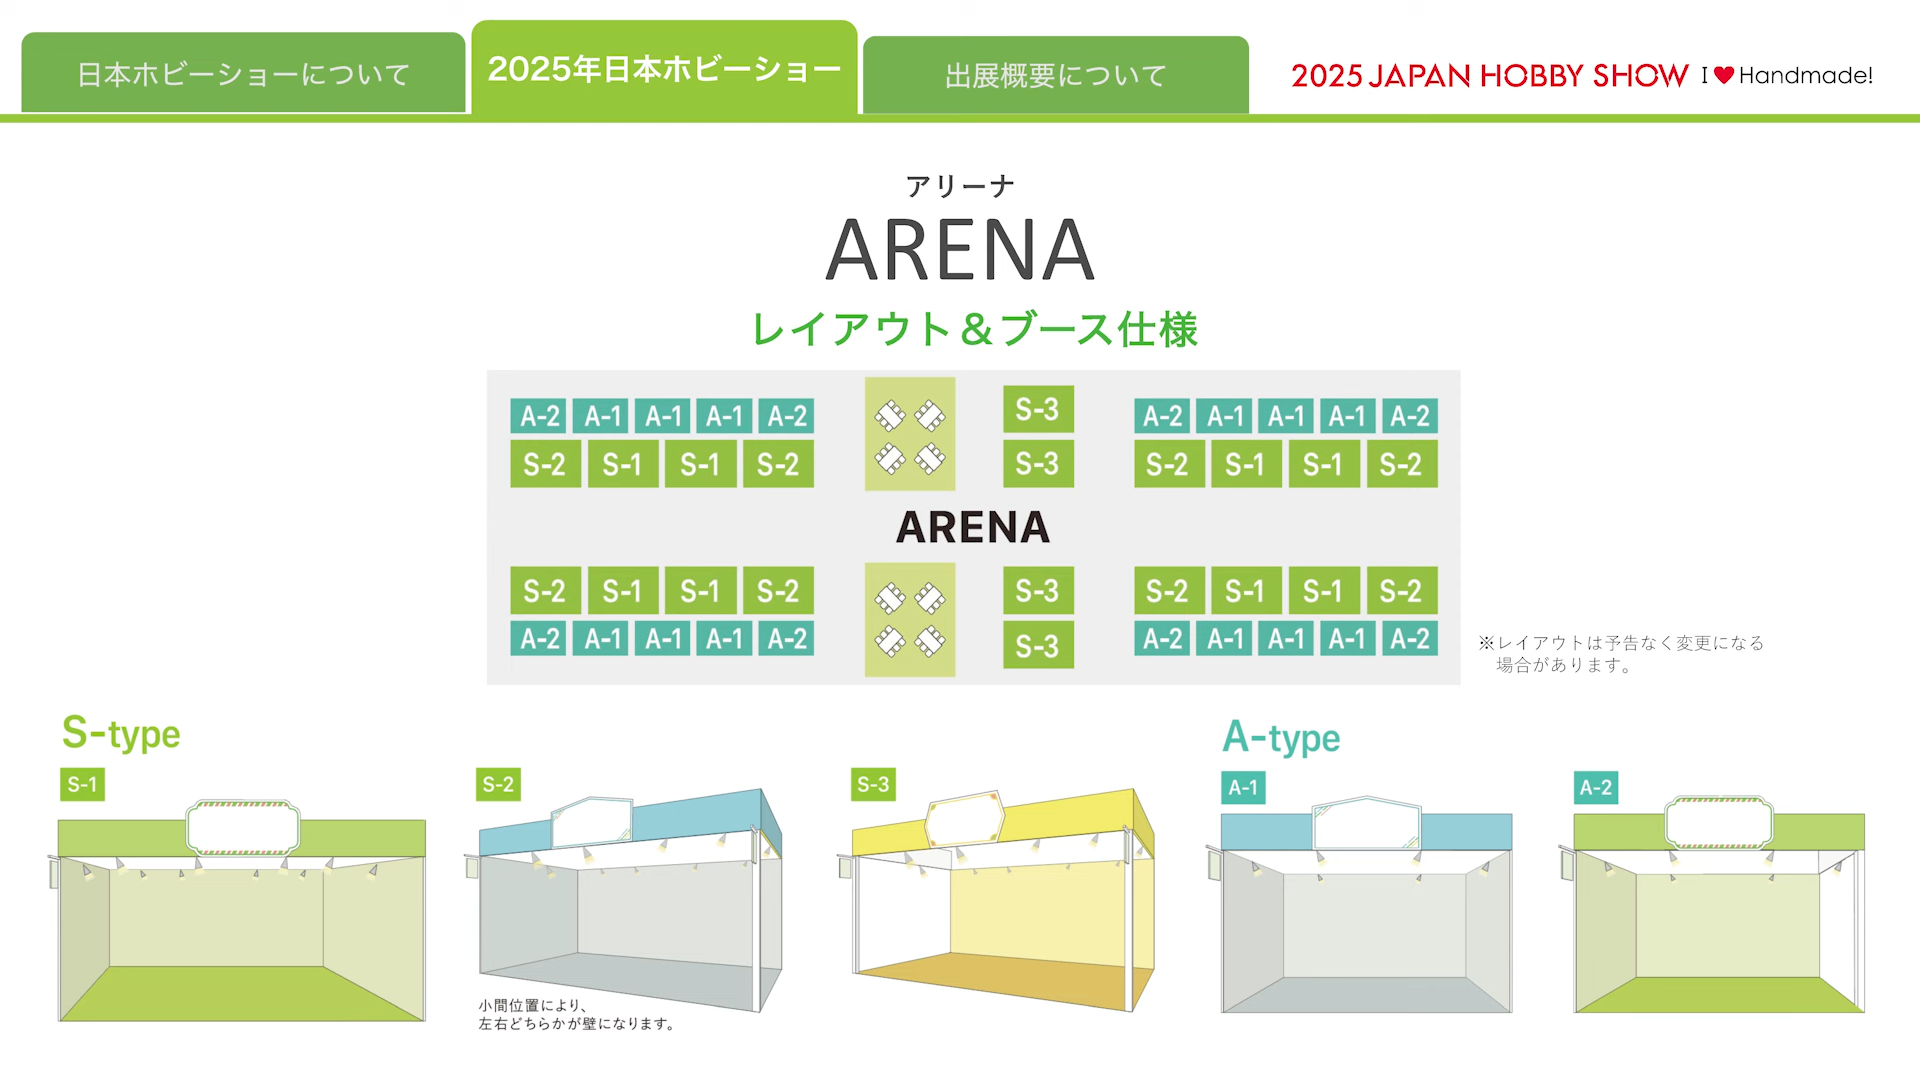 日本ホビーショーについて
2025年日本ホビーショー
出展概要について
2025 JAPAN HOBBY SHOW I ♥ Handmade!
アリーナ
ARENA
レイアウト＆ブース仕様
A-2 A-1 A-1 A-1 A-2 S-3 A-2 A-1 A-1 A-1 A-2
S-2 S-1 S-1 S-2 S-3 S-2 S-1 S-1 S-2
ARENA
S-2 S-1 S-1 S-2 S-3 S-2 S-1 S-1 S-2
A-2 A-1 A-1 A-1 A-2 S-3 A-2 A-1 A-1 A-1 A-2
※レイアウトは予告なく変更になる
場合があります。
S-type
S-1
S-2
小間位置により、
左右どちらかが壁になります。
S-3
A-type
A-1
A-2